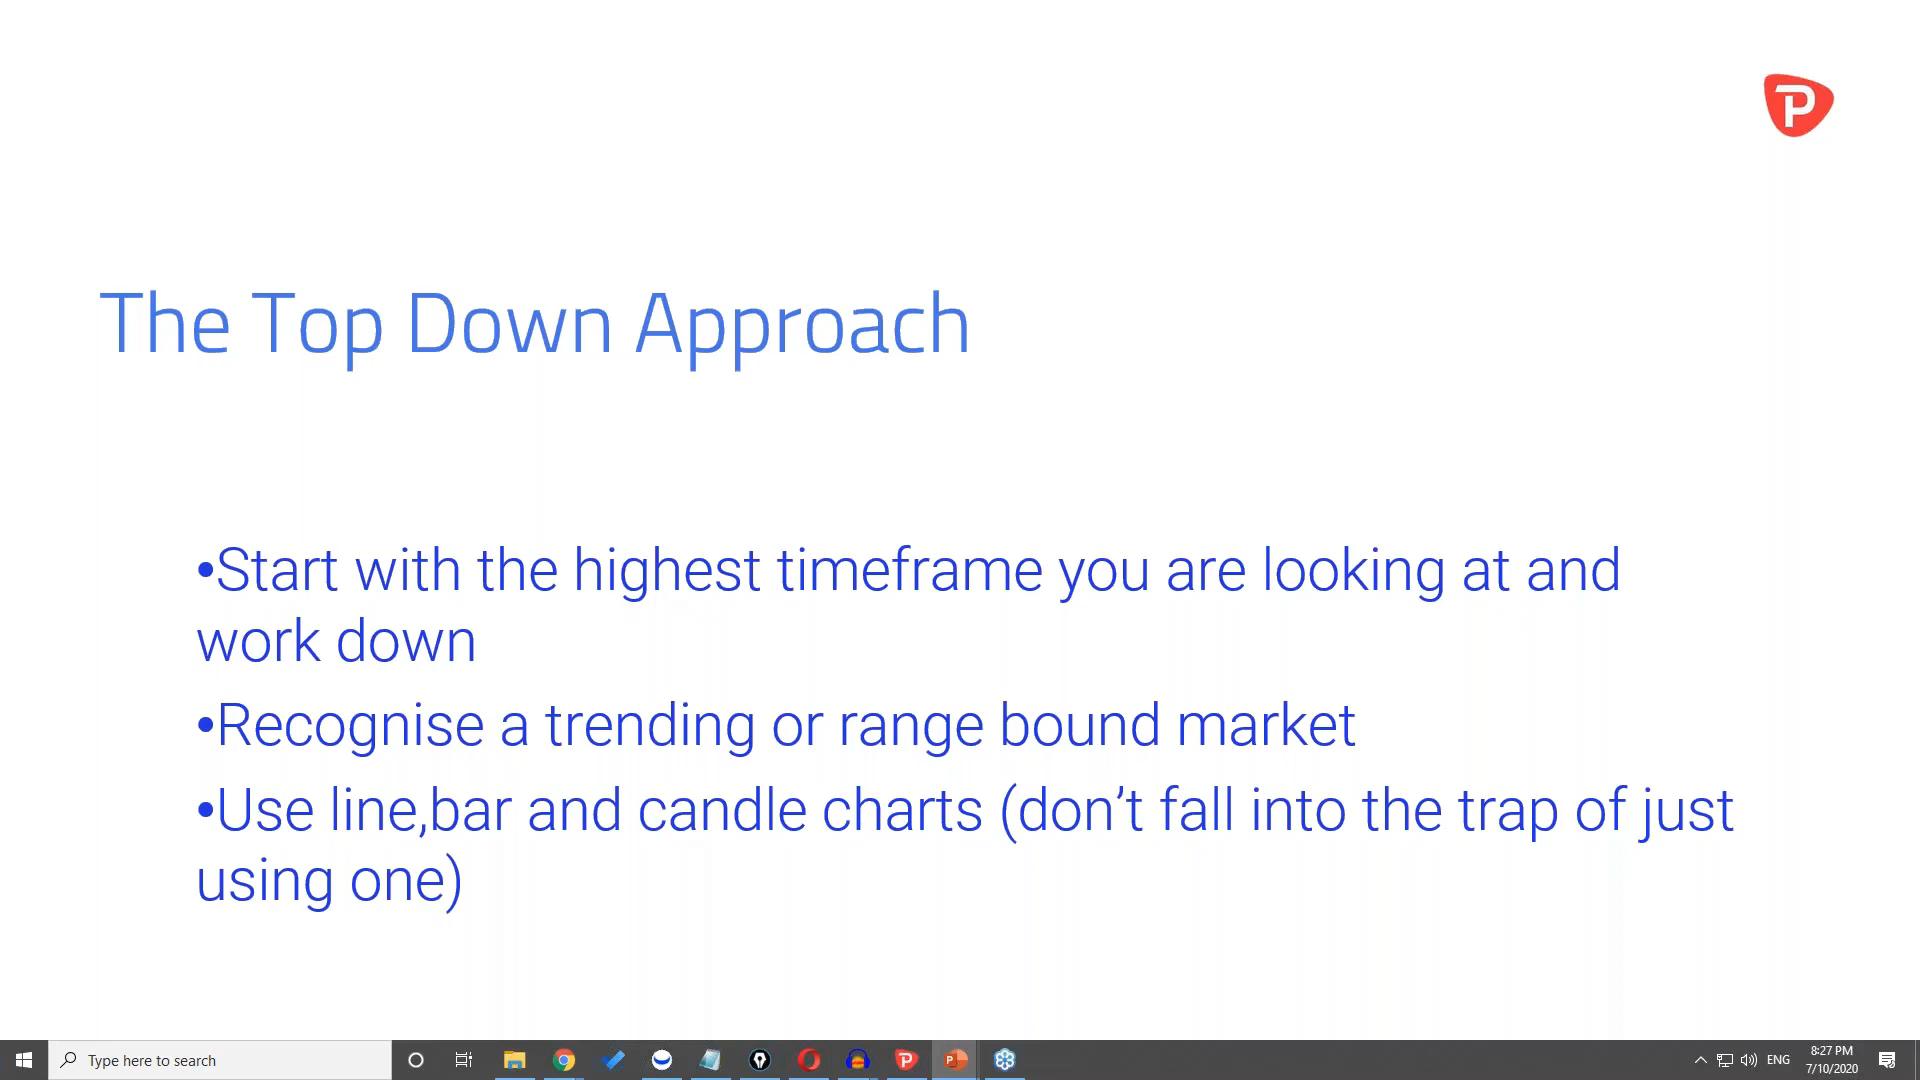 P
The Top Down Approach
•Start with the highest timeframe you are looking at and
work down
•Recognise a trending or range bound market
•Use line,bar and candle charts (don’t fall into the trap of just
using one)
Type here to search
P
P
ENG
8:27 PM
7/10/2020